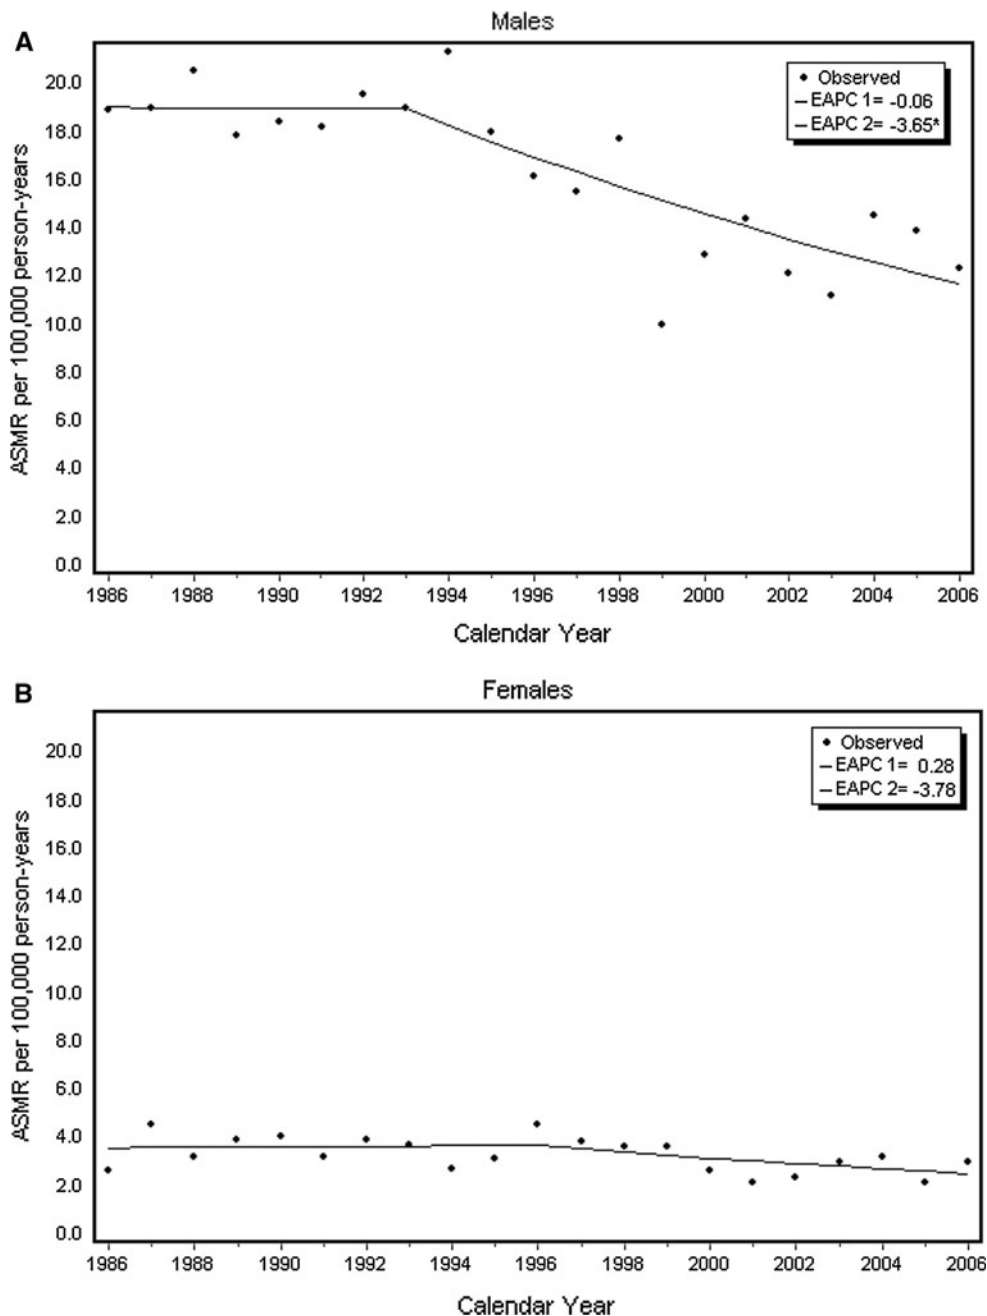 A
Males
ASMR per 100,000 person-years
20.0
18.0
16.0
14.0
12.0
10.0
8.0
6.0
4.0
2.0
0.0
Observed
EAPC 1= -0.06
EAPC 2= -3.65*
1986 1988 1990 1992 1994 1996 1998 2000 2002 2004 2006
Calendar Year
B
Females
ASMR per 100,000 person-years
20.0
18.0
16.0
14.0
12.0
10.0
8.0
6.0
4.0
2.0
0.0
Observed
EAPC 1= 0.28
EAPC 2= -3.78
1986 1988 1990 1992 1994 1996 1998 2000 2002 2004 2006
Calendar Year